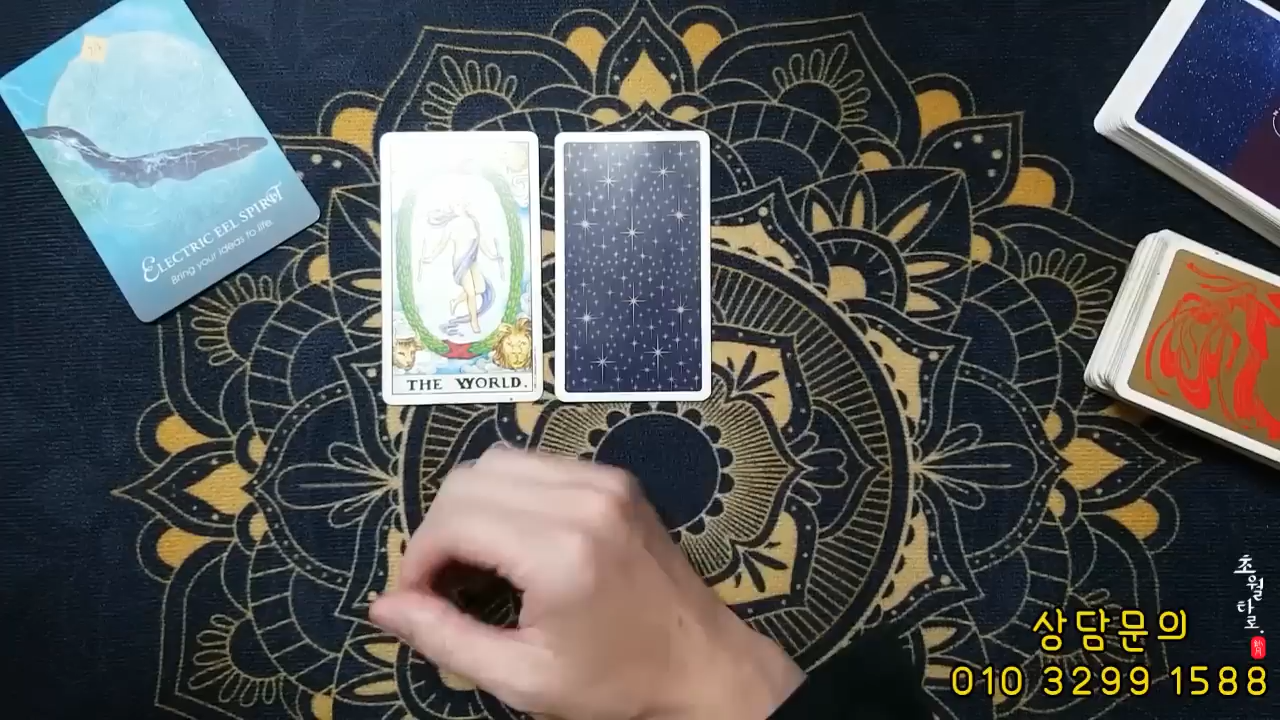 ELECTRIC EEL SPIRIT
Bring your ideas to life.
THE WORLD.
초월타로.
상담문의
010 3299 1588